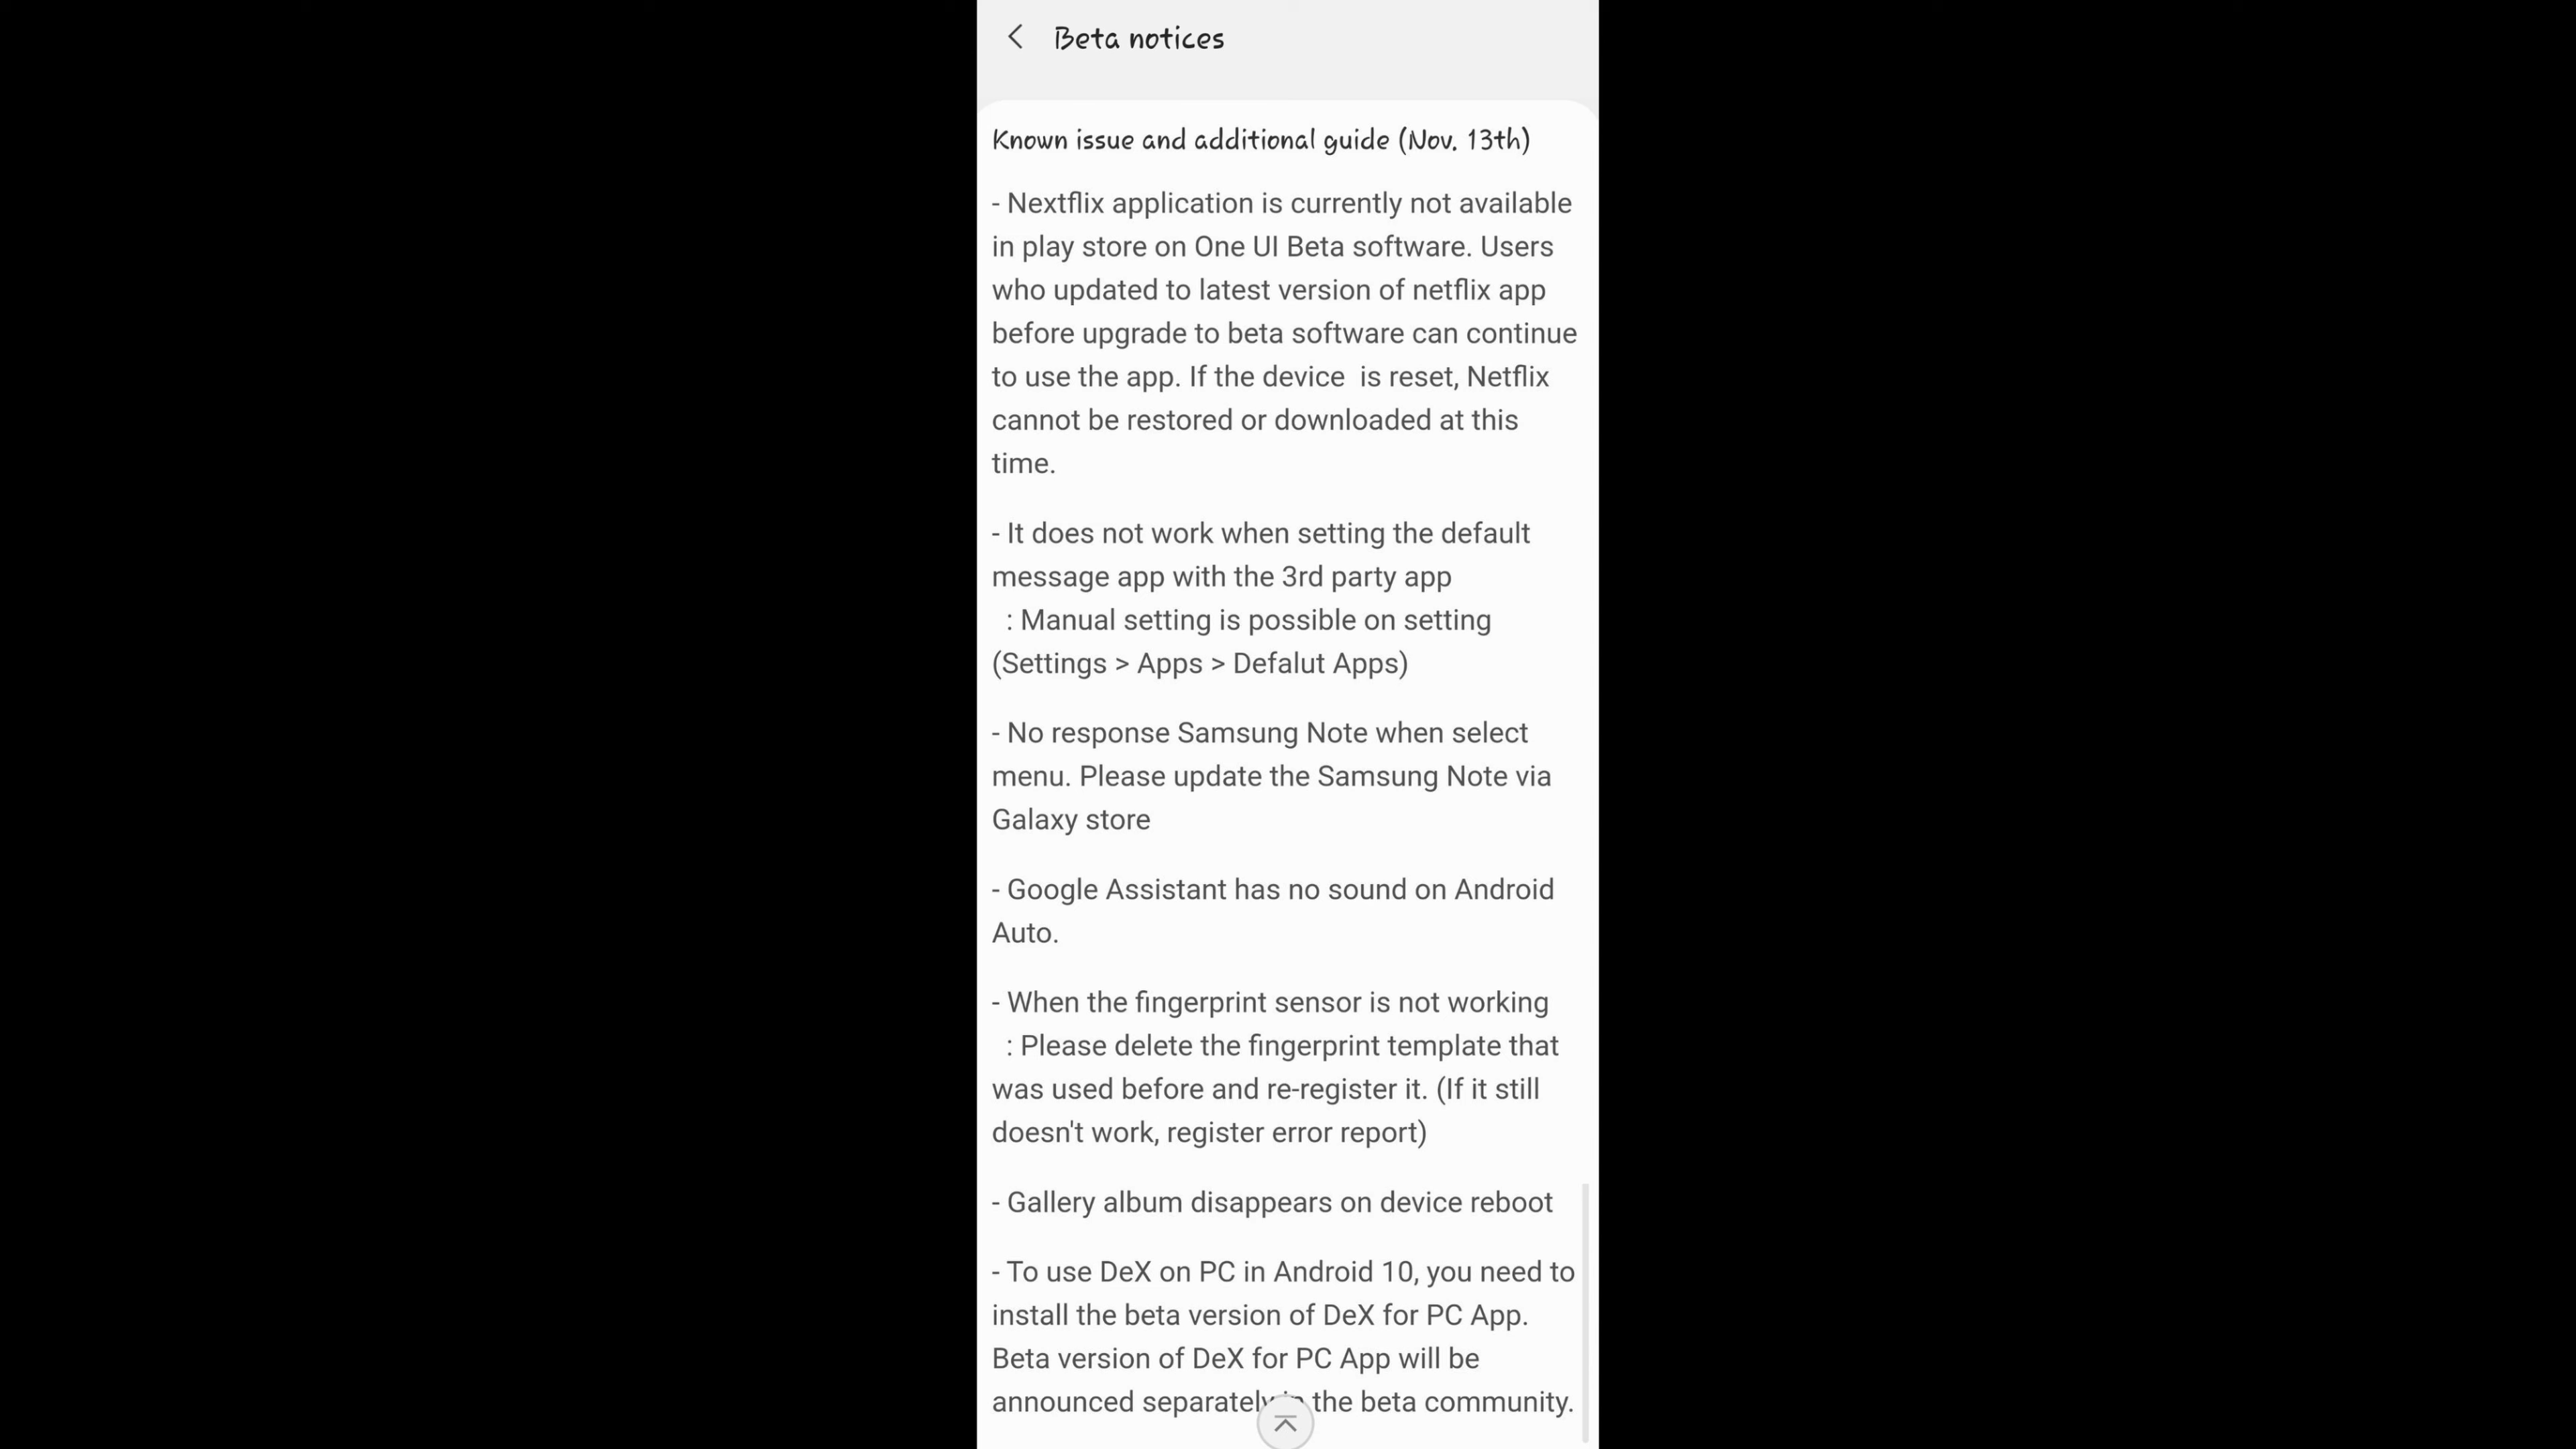 Beta notices
Known issue and additional guide (Nov. 13th)
- Nextflix application is currently not available
in play store on One UI Beta software. Users
who updated to latest version of netflix app
before upgrade to beta software can continue
to use the app. If the device  is reset, Netflix
cannot be restored or downloaded at this
time.
- It does not work when setting the default
message app with the 3rd party app
: Manual setting is possible on setting
(Settings > Apps > Defalut Apps)
- No response Samsung Note when select
menu. Please update the Samsung Note via
Galaxy store
- Google Assistant has no sound on Android
Auto.
- When the fingerprint sensor is not working
: Please delete the fingerprint template that
was used before and re-register it. (If it still
doesn't work, register error report)
- Gallery album disappears on device reboot
- To use DeX on PC in Android 10, you need to
install the beta version of DeX for PC App.
Beta version of DeX for PC App will be
announced separately in the beta community.